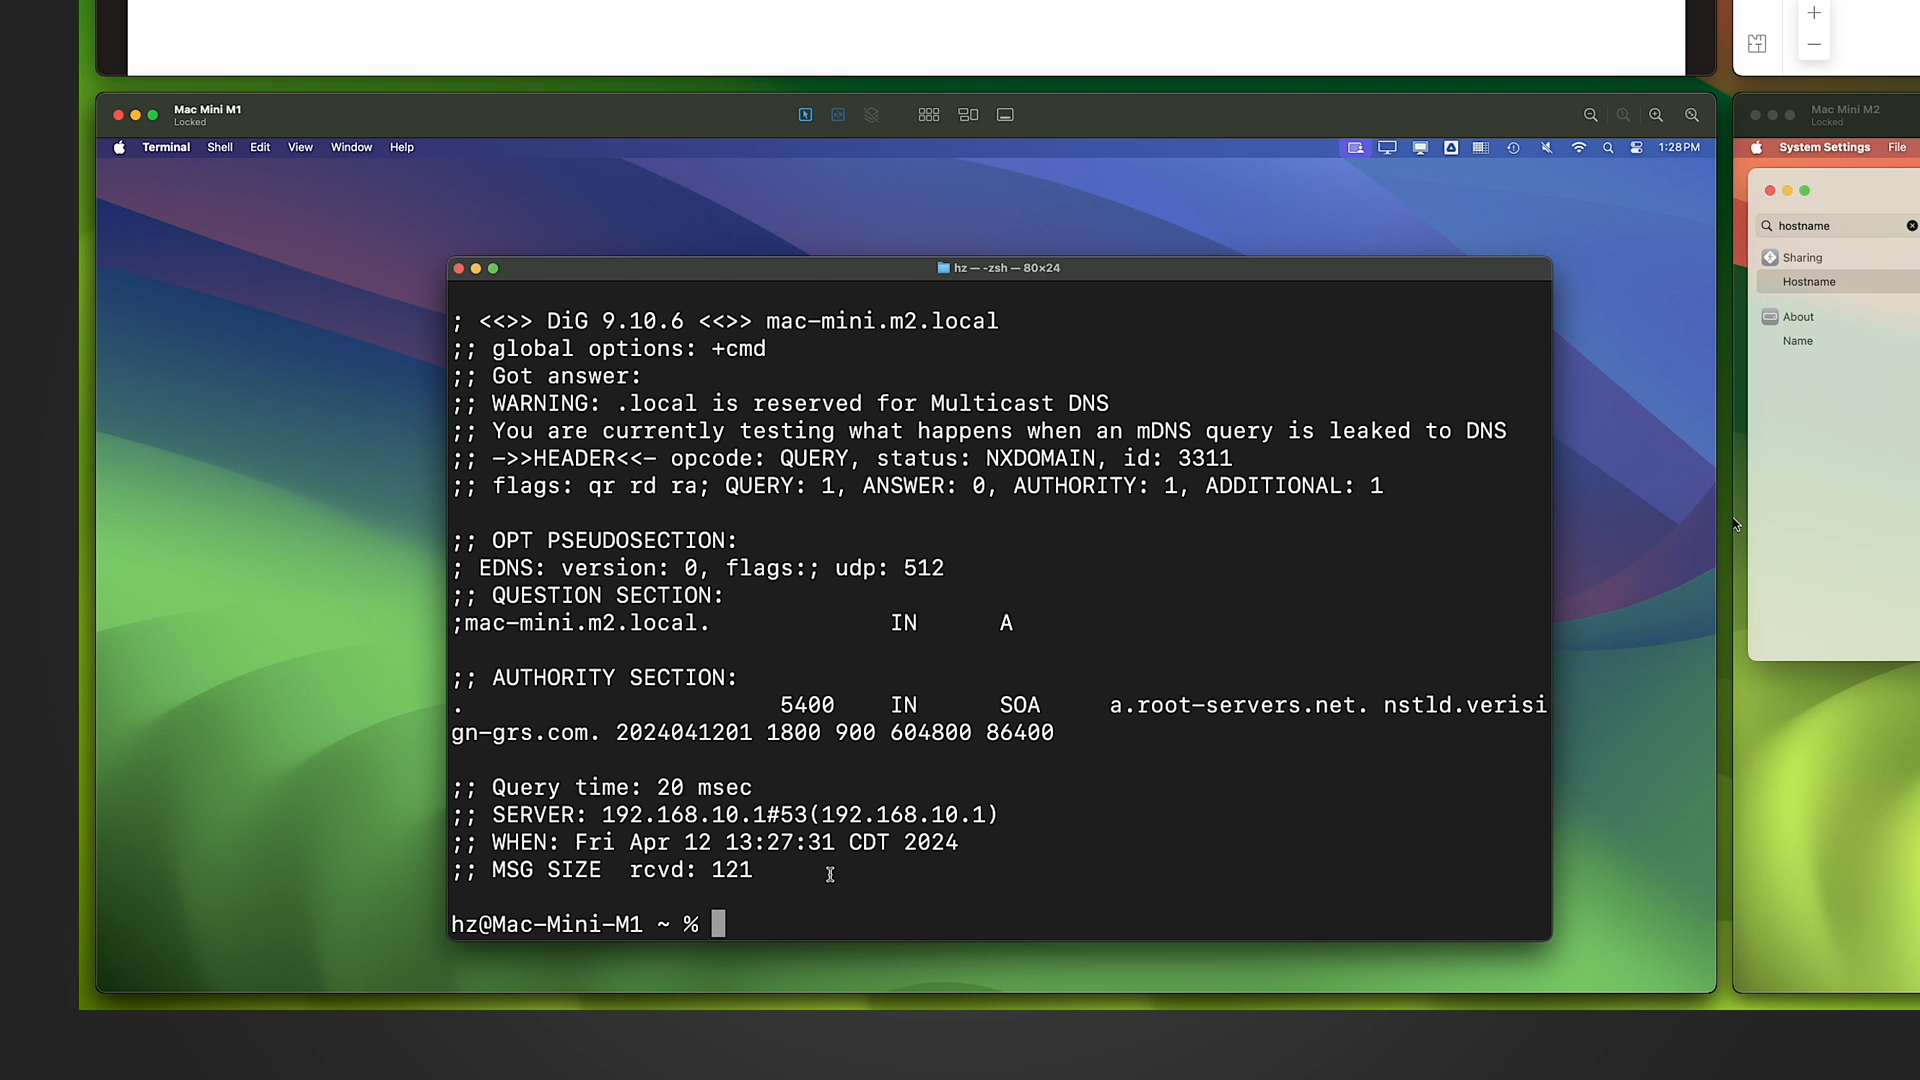 Mac Mini M1
Locked
Terminal Shell Edit View Window Help
1:28 PM
hz — -zsh — 80×24
; <<>> DiG 9.10.6 <<>> mac-mini.m2.local
;; global options: +cmd
;; Got answer:
;; WARNING: .local is reserved for Multicast DNS
;; You are currently testing what happens when an mDNS query is leaked to DNS
;; ->>HEADER<<- opcode: QUERY, status: NXDOMAIN, id: 3311
;; flags: qr rd ra; QUERY: 1, ANSWER: 0, AUTHORITY: 1, ADDITIONAL: 1
;; OPT PSEUDOSECTION:
; EDNS: version: 0, flags:; udp: 512
;; QUESTION SECTION:
;mac-mini.m2.local. IN A
;; AUTHORITY SECTION:
. 5400 IN SOA a.root-servers.net. nstld.verisi
gn-grs.com. 2024041201 1800 900 604800 86400
;; Query time: 20 msec
;; SERVER: 192.168.10.1#53(192.168.10.1)
;; WHEN: Fri Apr 12 13:27:31 CDT 2024
;; MSG SIZE rcvd: 121
hz@Mac-Mini-M1 ~ %
Mac Mini M2
Locked
System Settings File
hostname
Sharing
Hostname
About
Name